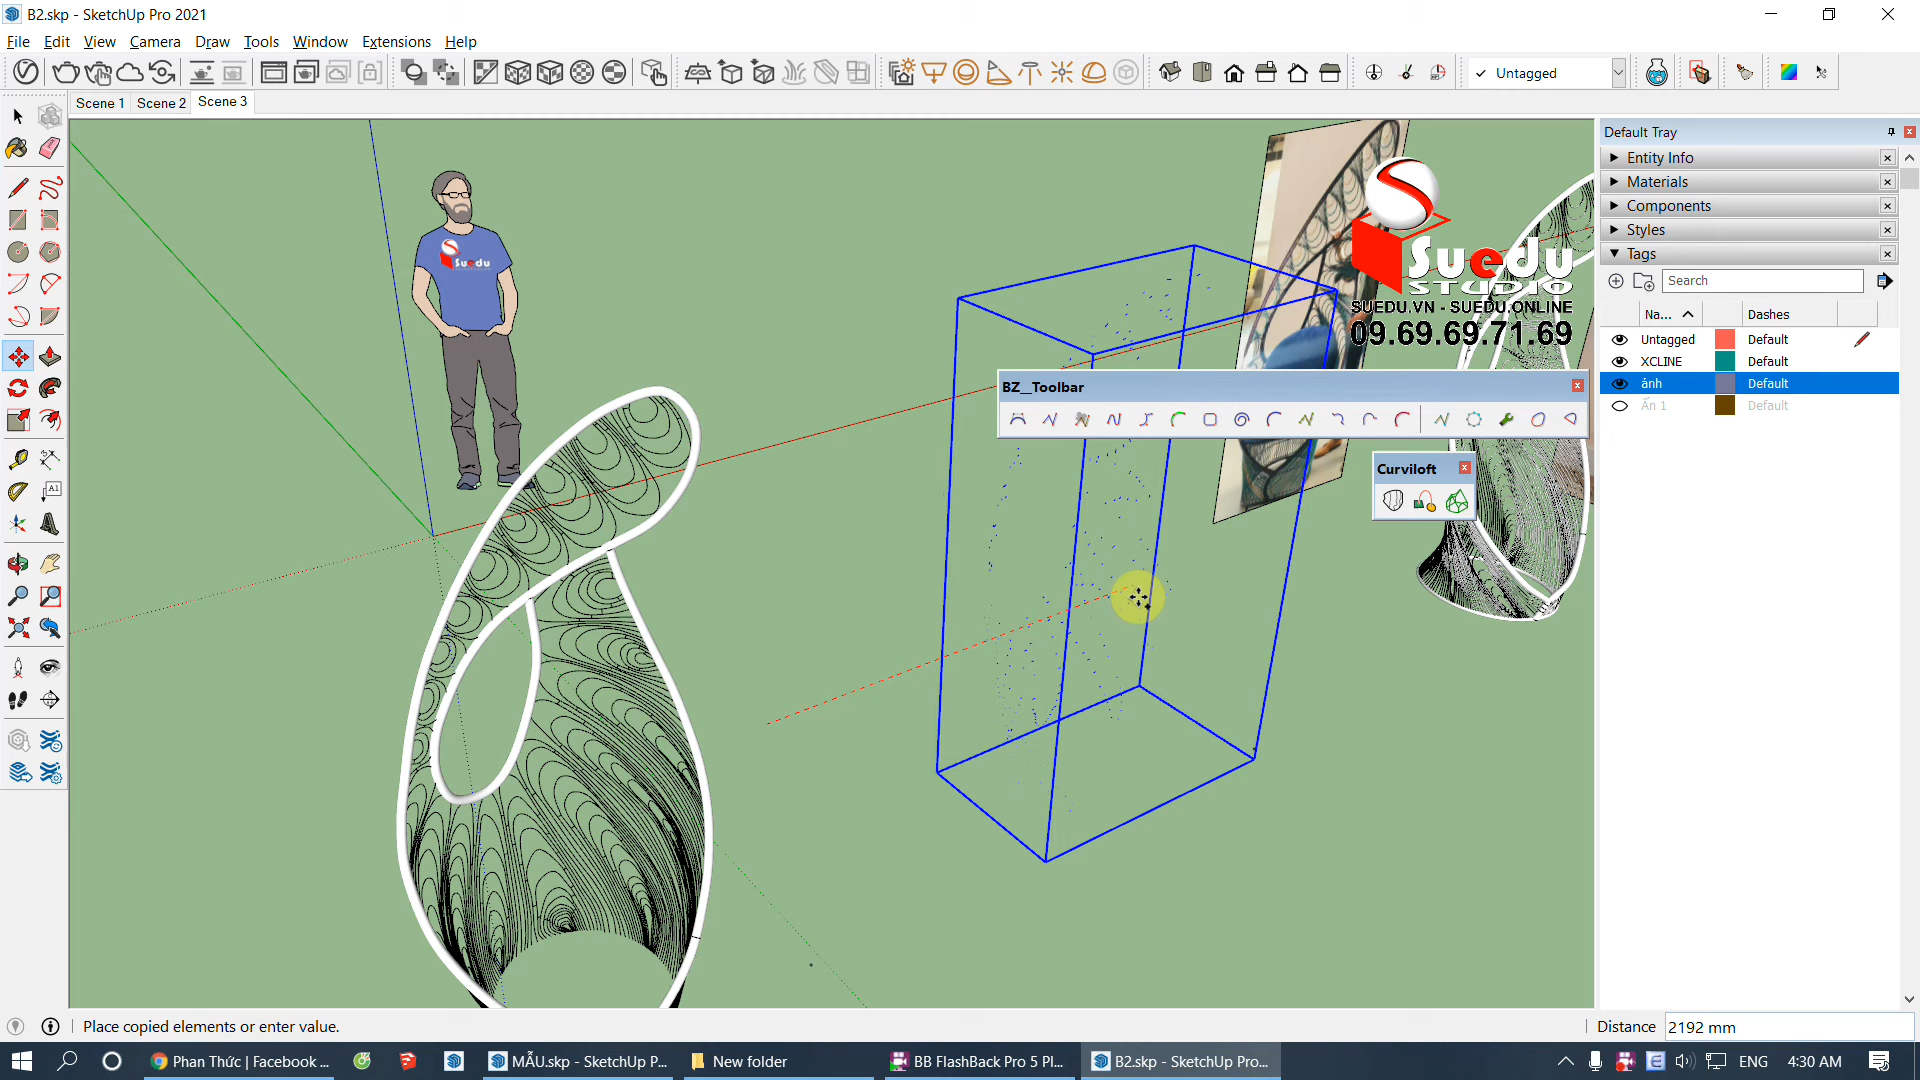 B2.skp - SketchUp Pro 2021
File Edit View Camera Draw Tools Window Extensions Help
Untagged
Scene 1 Scene 2 Scene 3
Default Tray
Entity Info
Materials
Components
Styles
Tags
Search
Na... Dashes
Untagged Default
XCLINE Default
ảnh Default
Ẩn 1 Default
Suedu
Suedu
STUDIO
SUEDU.VN - SUEDU.ONLINE
09.69.69.71.69
BZ__Toolbar
Curviloft
A1
Place copied elements or enter value.
Distance 2192 mm
Phan Thức | Facebook ...
MẪU.skp - SketchUp P...
New folder
BB FlashBack Pro 5 Pl...
B2.skp - SketchUp Pro...
ENG
4:30 AM